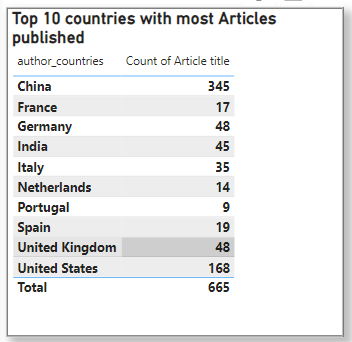 Top 10 countries with most Articles
published
author_countries Count of Article title
China 345
France 17
Germany 48
India 45
Italy 35
Netherlands 14
Portugal 9
Spain 19
United Kingdom 48
United States 168
Total 665